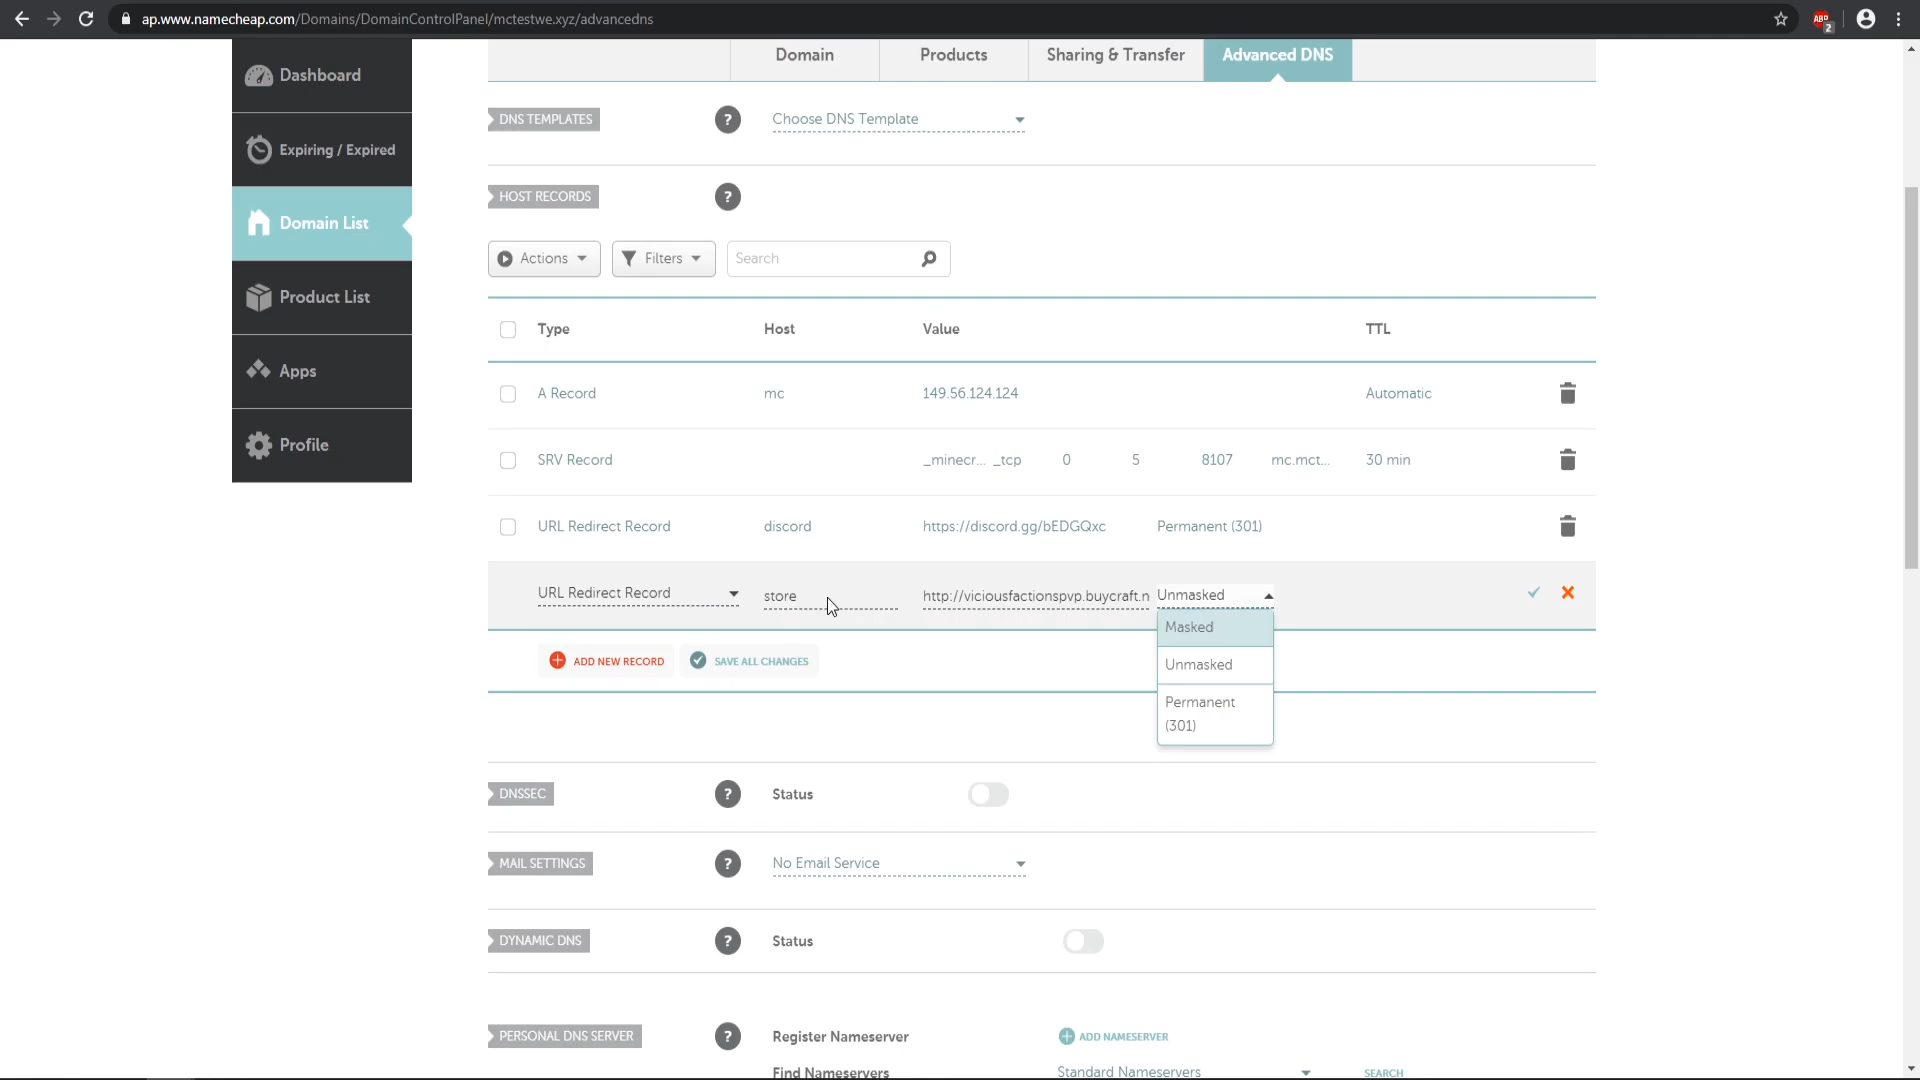 ap.www.namecheap.com/Domains/DomainControlPanel/mctestwe.xyz/advancedns
ABP
2
Dashboard
Expiring / Expired
Domain List
Product List
Apps
Profile
Domain
Products
Sharing & Transfer
Advanced DNS
DNS TEMPLATES
?
Choose DNS Template
HOST RECORDS
?
Actions
Filters
Search
Type Host Value TTL
A Record mc 149.56.124.124 Automatic
SRV Record _minecr... _tcp 0 5 8107 mc.mct... 30 min
URL Redirect Record discord https://discord.gg/bEDGQxc Permanent (301)
URL Redirect Record store http://viciousfactionspvp.buycraft.n Unmasked
Masked
Unmasked
Permanent
(301)
ADD NEW RECORD
SAVE ALL CHANGES
DNSSEC ? Status
MAIL SETTINGS ? No Email Service
DYNAMIC DNS ? Status
PERSONAL DNS SERVER ? Register Nameserver ADD NAMESERVER
Find Nameservers Standard Nameservers SEARCH